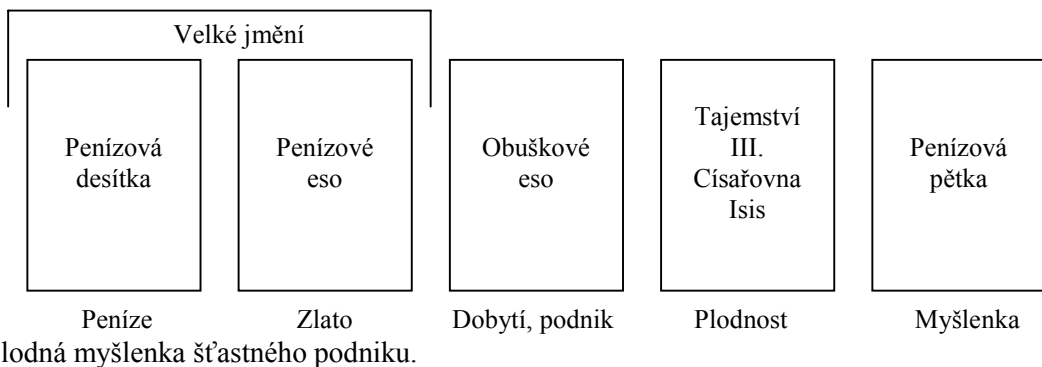 Velké jmění
Penízová
desítka
Penízové
eso
Obuškové
eso
Tajemství
III.
Císařovna
Isis
Penízová
pětka
Peníze Zlato Dobytí, podnik Plodnost Myšlenka
lodná myšlenka šťastného podniku.